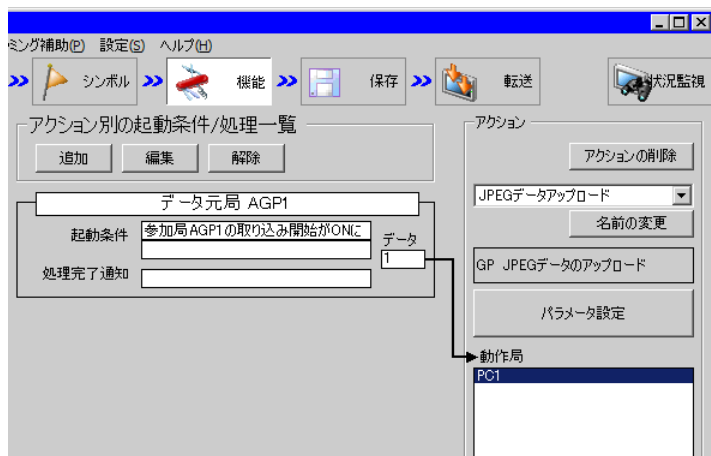 ミング補助(P) 設定(S) ヘルプ(H)
シンボル 機能 保存 転送 状況監視
アクション別の起動条件/処理一覧
追加 編集 解除
データ元局 AGP1
起動条件 参加局AGP1の取り込み開始がONに
データ
1
処理完了通知
アクション
アクションの削除
JPEGデータアップロード
名前の変更
GP JPEGデータのアップロード
パラメータ設定
動作局
PC1